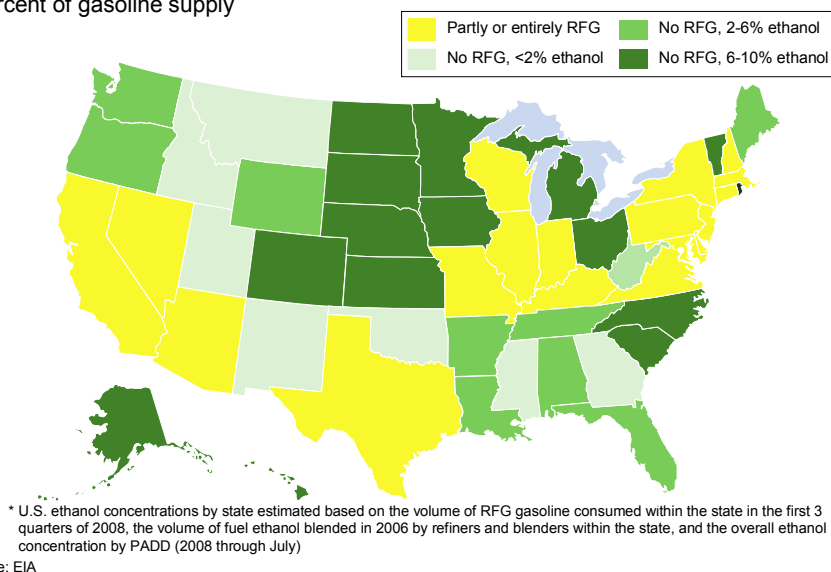 percent of gasoline supply
Partly or entirely RFG
No RFG, 2-6% ethanol
No RFG, <2% ethanol
No RFG, 6-10% ethanol
* U.S. ethanol concentrations by state estimated based on the volume of RFG gasoline consumed within the state in the first 3
quarters of 2008, the volume of fuel ethanol blended in 2006 by refiners and blenders within the state, and the overall ethanol
concentration by PADD (2008 through July)
e: EIA